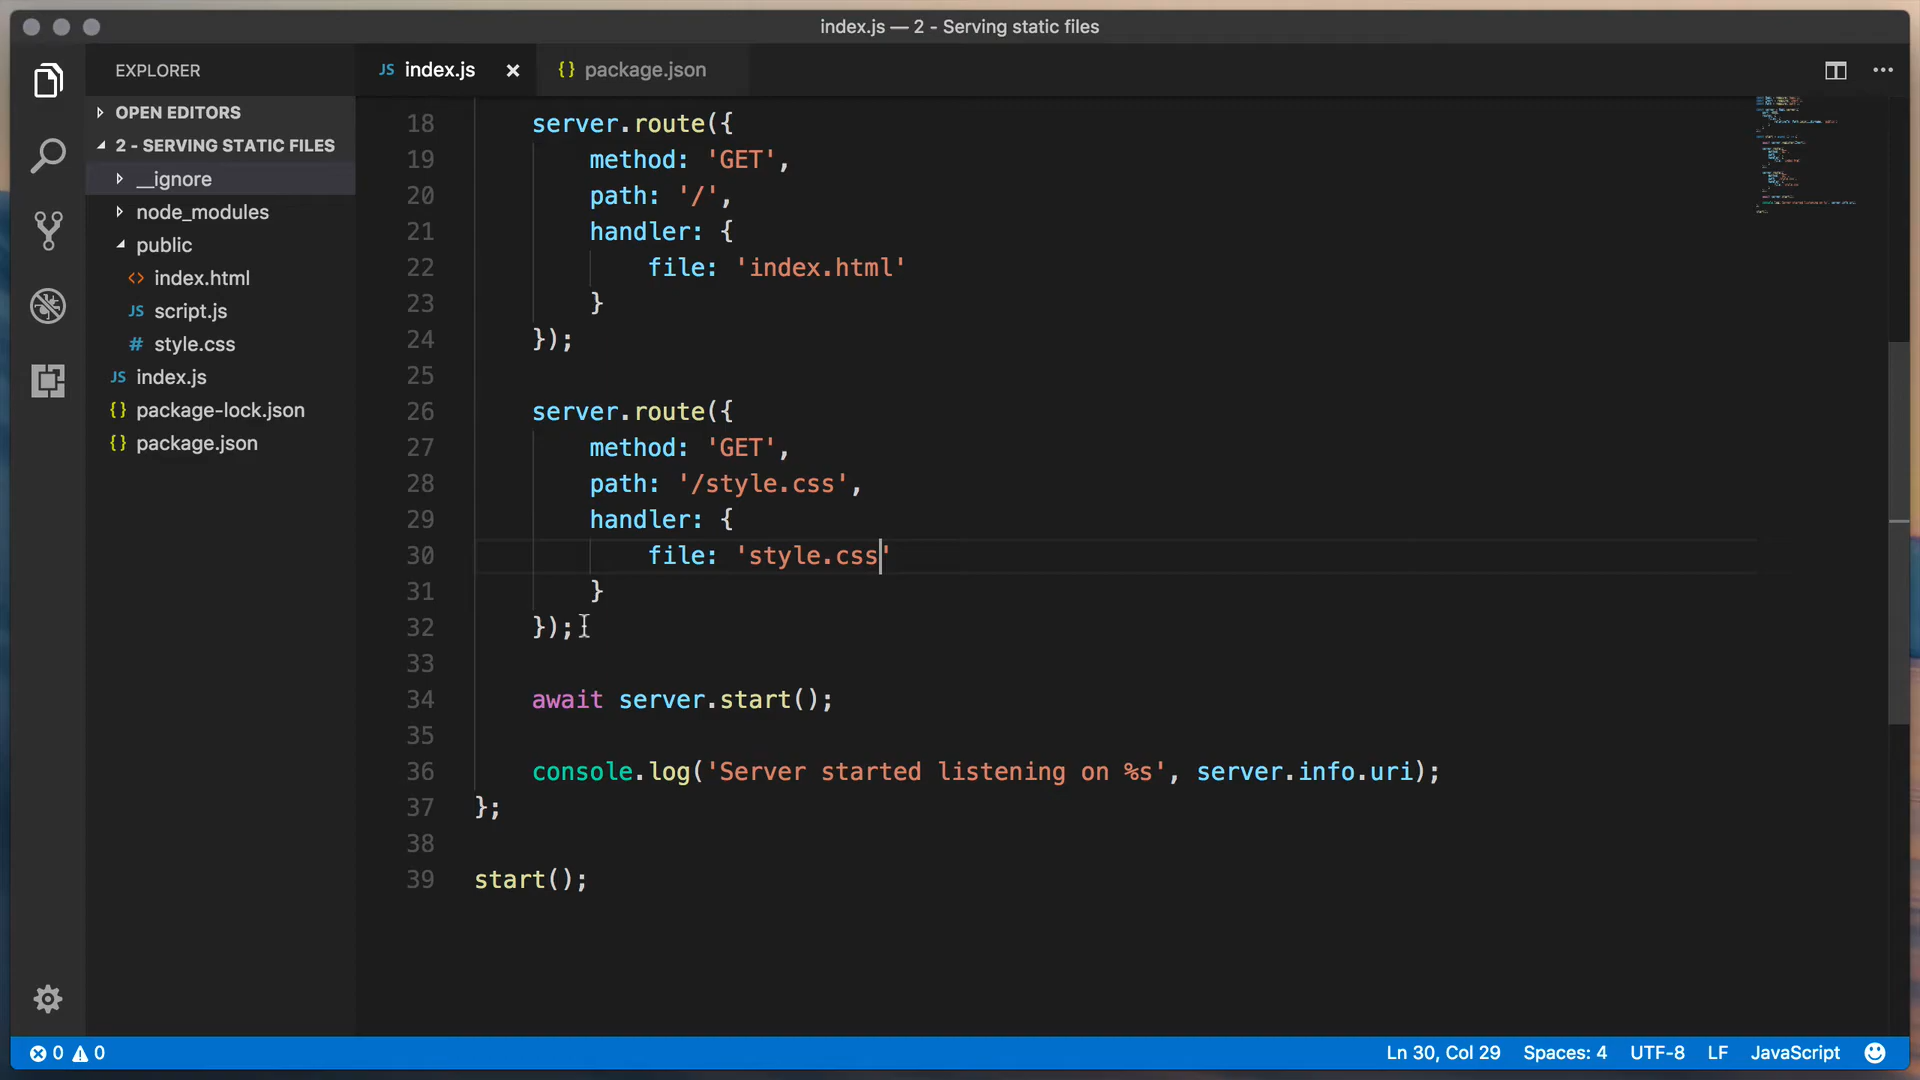 index.js — 2 - Serving static files
EXPLORER
OPEN EDITORS
2 - SERVING STATIC FILES
__ignore
node_modules
public
<> index.html
JS script.js
# style.css
JS index.js
{} package-lock.json
{} package.json
JS index.js
{} package.json
18 server.route({
19 method: 'GET',
20 path: '/',
21 handler: {
22 file: 'index.html'
23 }
24 });
25
26 server.route({
27 method: 'GET',
28 path: '/style.css',
29 handler: {
30 file: 'style.css'
31 }
32 });
33
34 await server.start();
35
36 console.log('Server started listening on %s', server.info.uri);
37 };
38
39 start();
0 0 Ln 30, Col 29 Spaces: 4 UTF-8 LF JavaScript